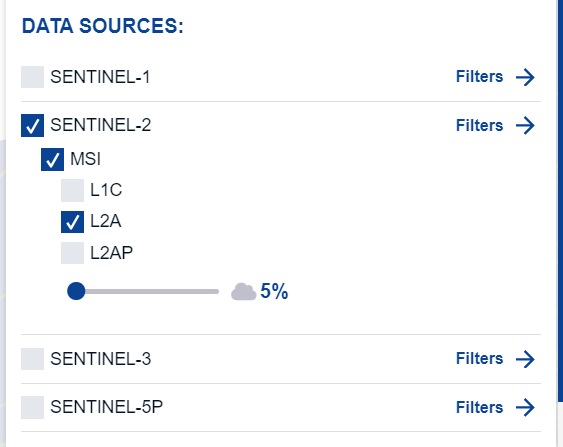 DATA SOURCES:
SENTINEL-1 Filters
SENTINEL-2 Filters
MSI
L1C
L2A
L2AP
5%
SENTINEL-3 Filters
SENTINEL-5P Filters